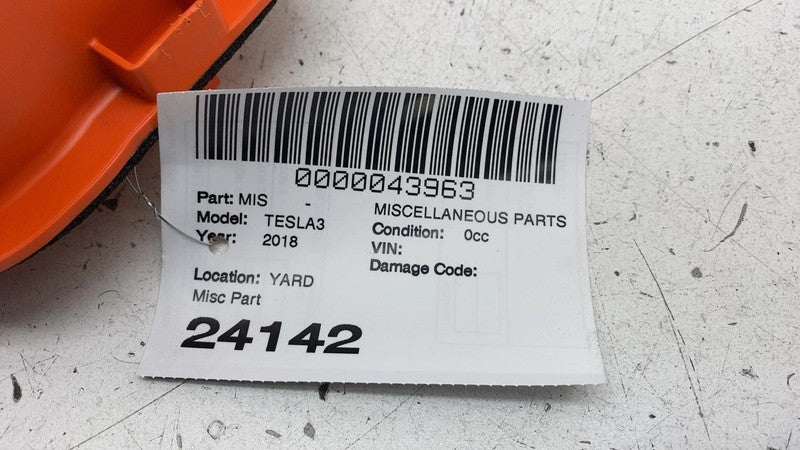 0000043963
Part: MIS - MISCELLANEOUS PARTS
Model: TESLA3 Condition: 0cc
Year: 2018 VIN:
Damage Code:
Location: YARD
Misc Part
24142